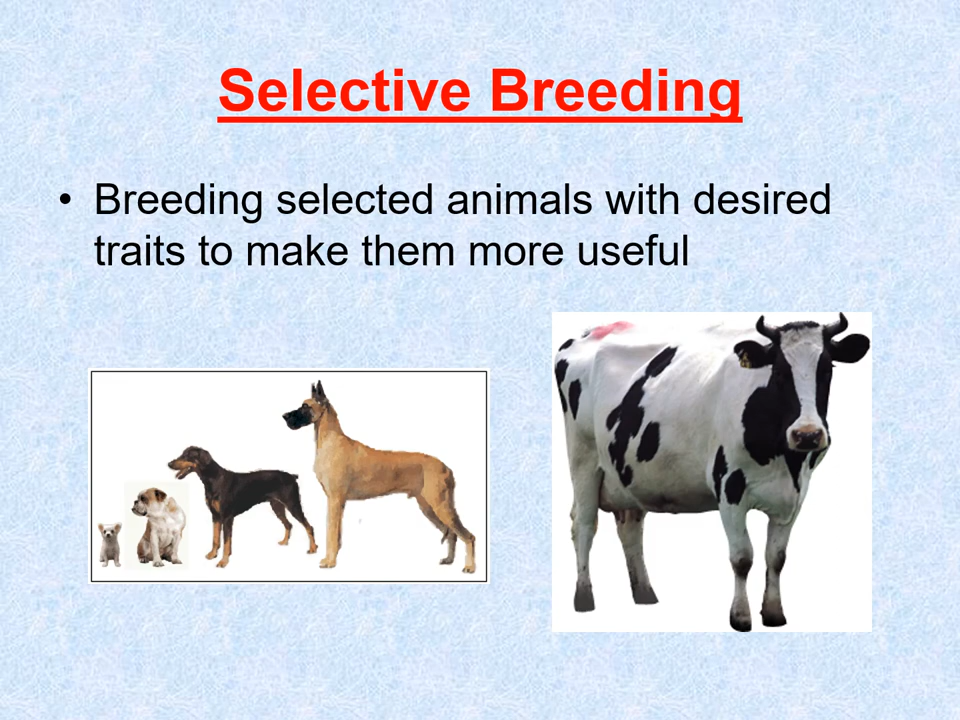 Selective Breeding
• Breeding selected animals with desired
traits to make them more useful